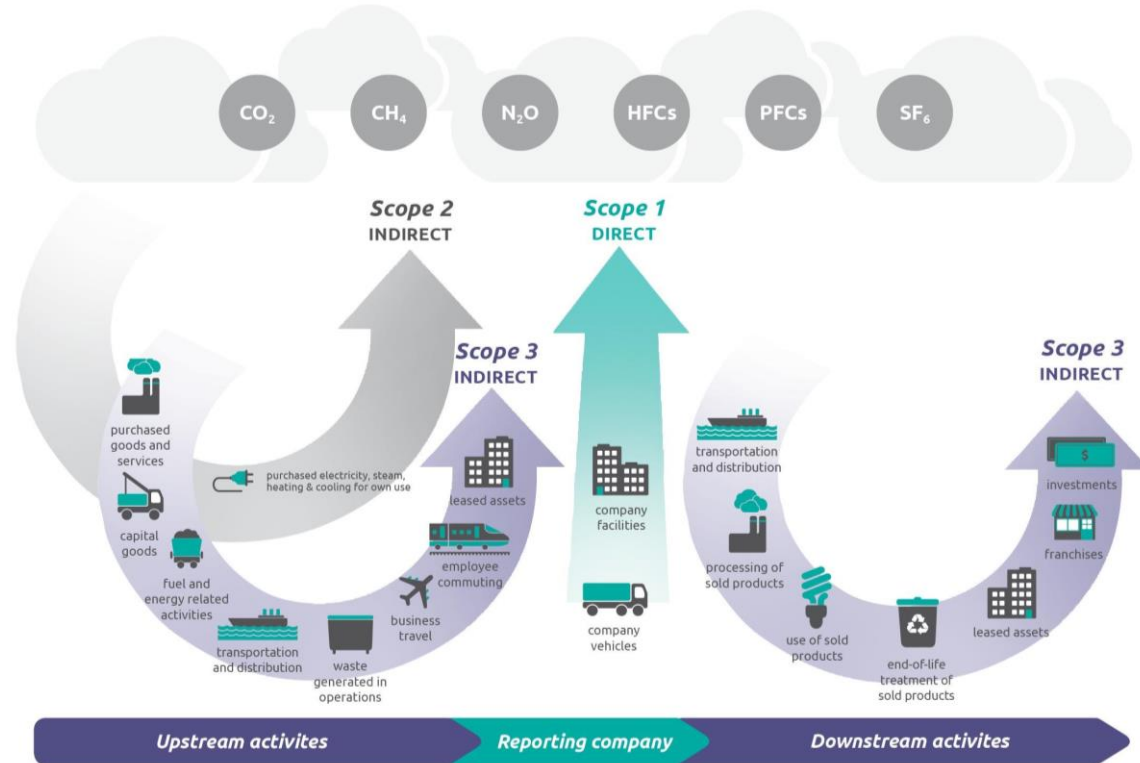 CO₂
CH₄
N₂O
HFCs
PFCs
SF₆
Scope 2
INDIRECT
Scope 1
DIRECT
Scope 3
INDIRECT
Scope 3
INDIRECT
purchased
goods and
services
capital
goods
fuel and
energy related
activities
transportation
and distribution
waste
generated in
operations
business
travel
employee
commuting
leased assets
purchased electricity, steam,
heating & cooling for own use
company
facilities
company
vehicles
transportation
and distribution
processing of
sold products
use of sold
products
end-of-life
treatment of
sold products
leased assets
franchises
$
investments
Upstream activites
Reporting company
Downstream activites